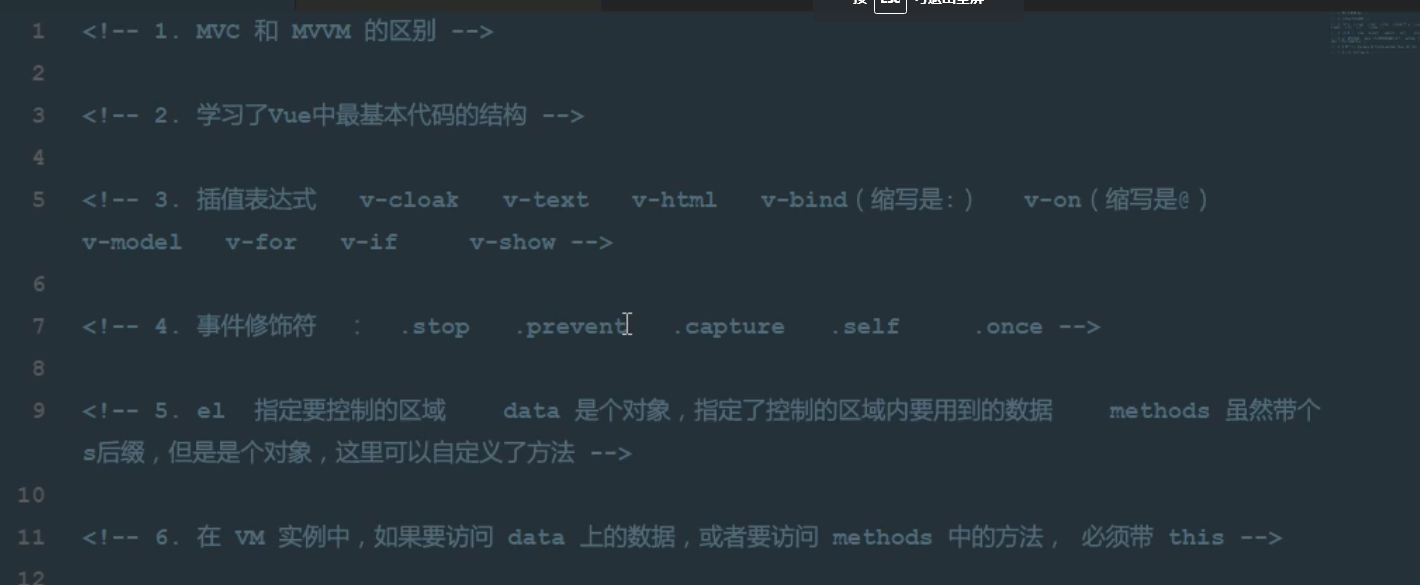 1 <!-- 1. MVC 和 MVVM 的区别 -->
2
3 <!-- 2. 学习了Vue中最基本代码的结构 -->
4
5 <!-- 3. 插值表达式 v-cloak v-text v-html v-bind(缩写是:) v-on(缩写是@)
v-model v-for v-if v-show -->
6
7 <!-- 4. 事件修饰符 : .stop .prevent .capture .self .once -->
8
9 <!-- 5. el 指定要控制的区域 data 是个对象,指定了控制的区域内要用到的数据 methods 虽然带个
s后缀,但是是个对象,这里可以自定义了方法 -->
10
11 <!-- 6. 在 VM 实例中,如果要访问 data 上的数据,或者要访问 methods 中的方法, 必须带 this -->
12